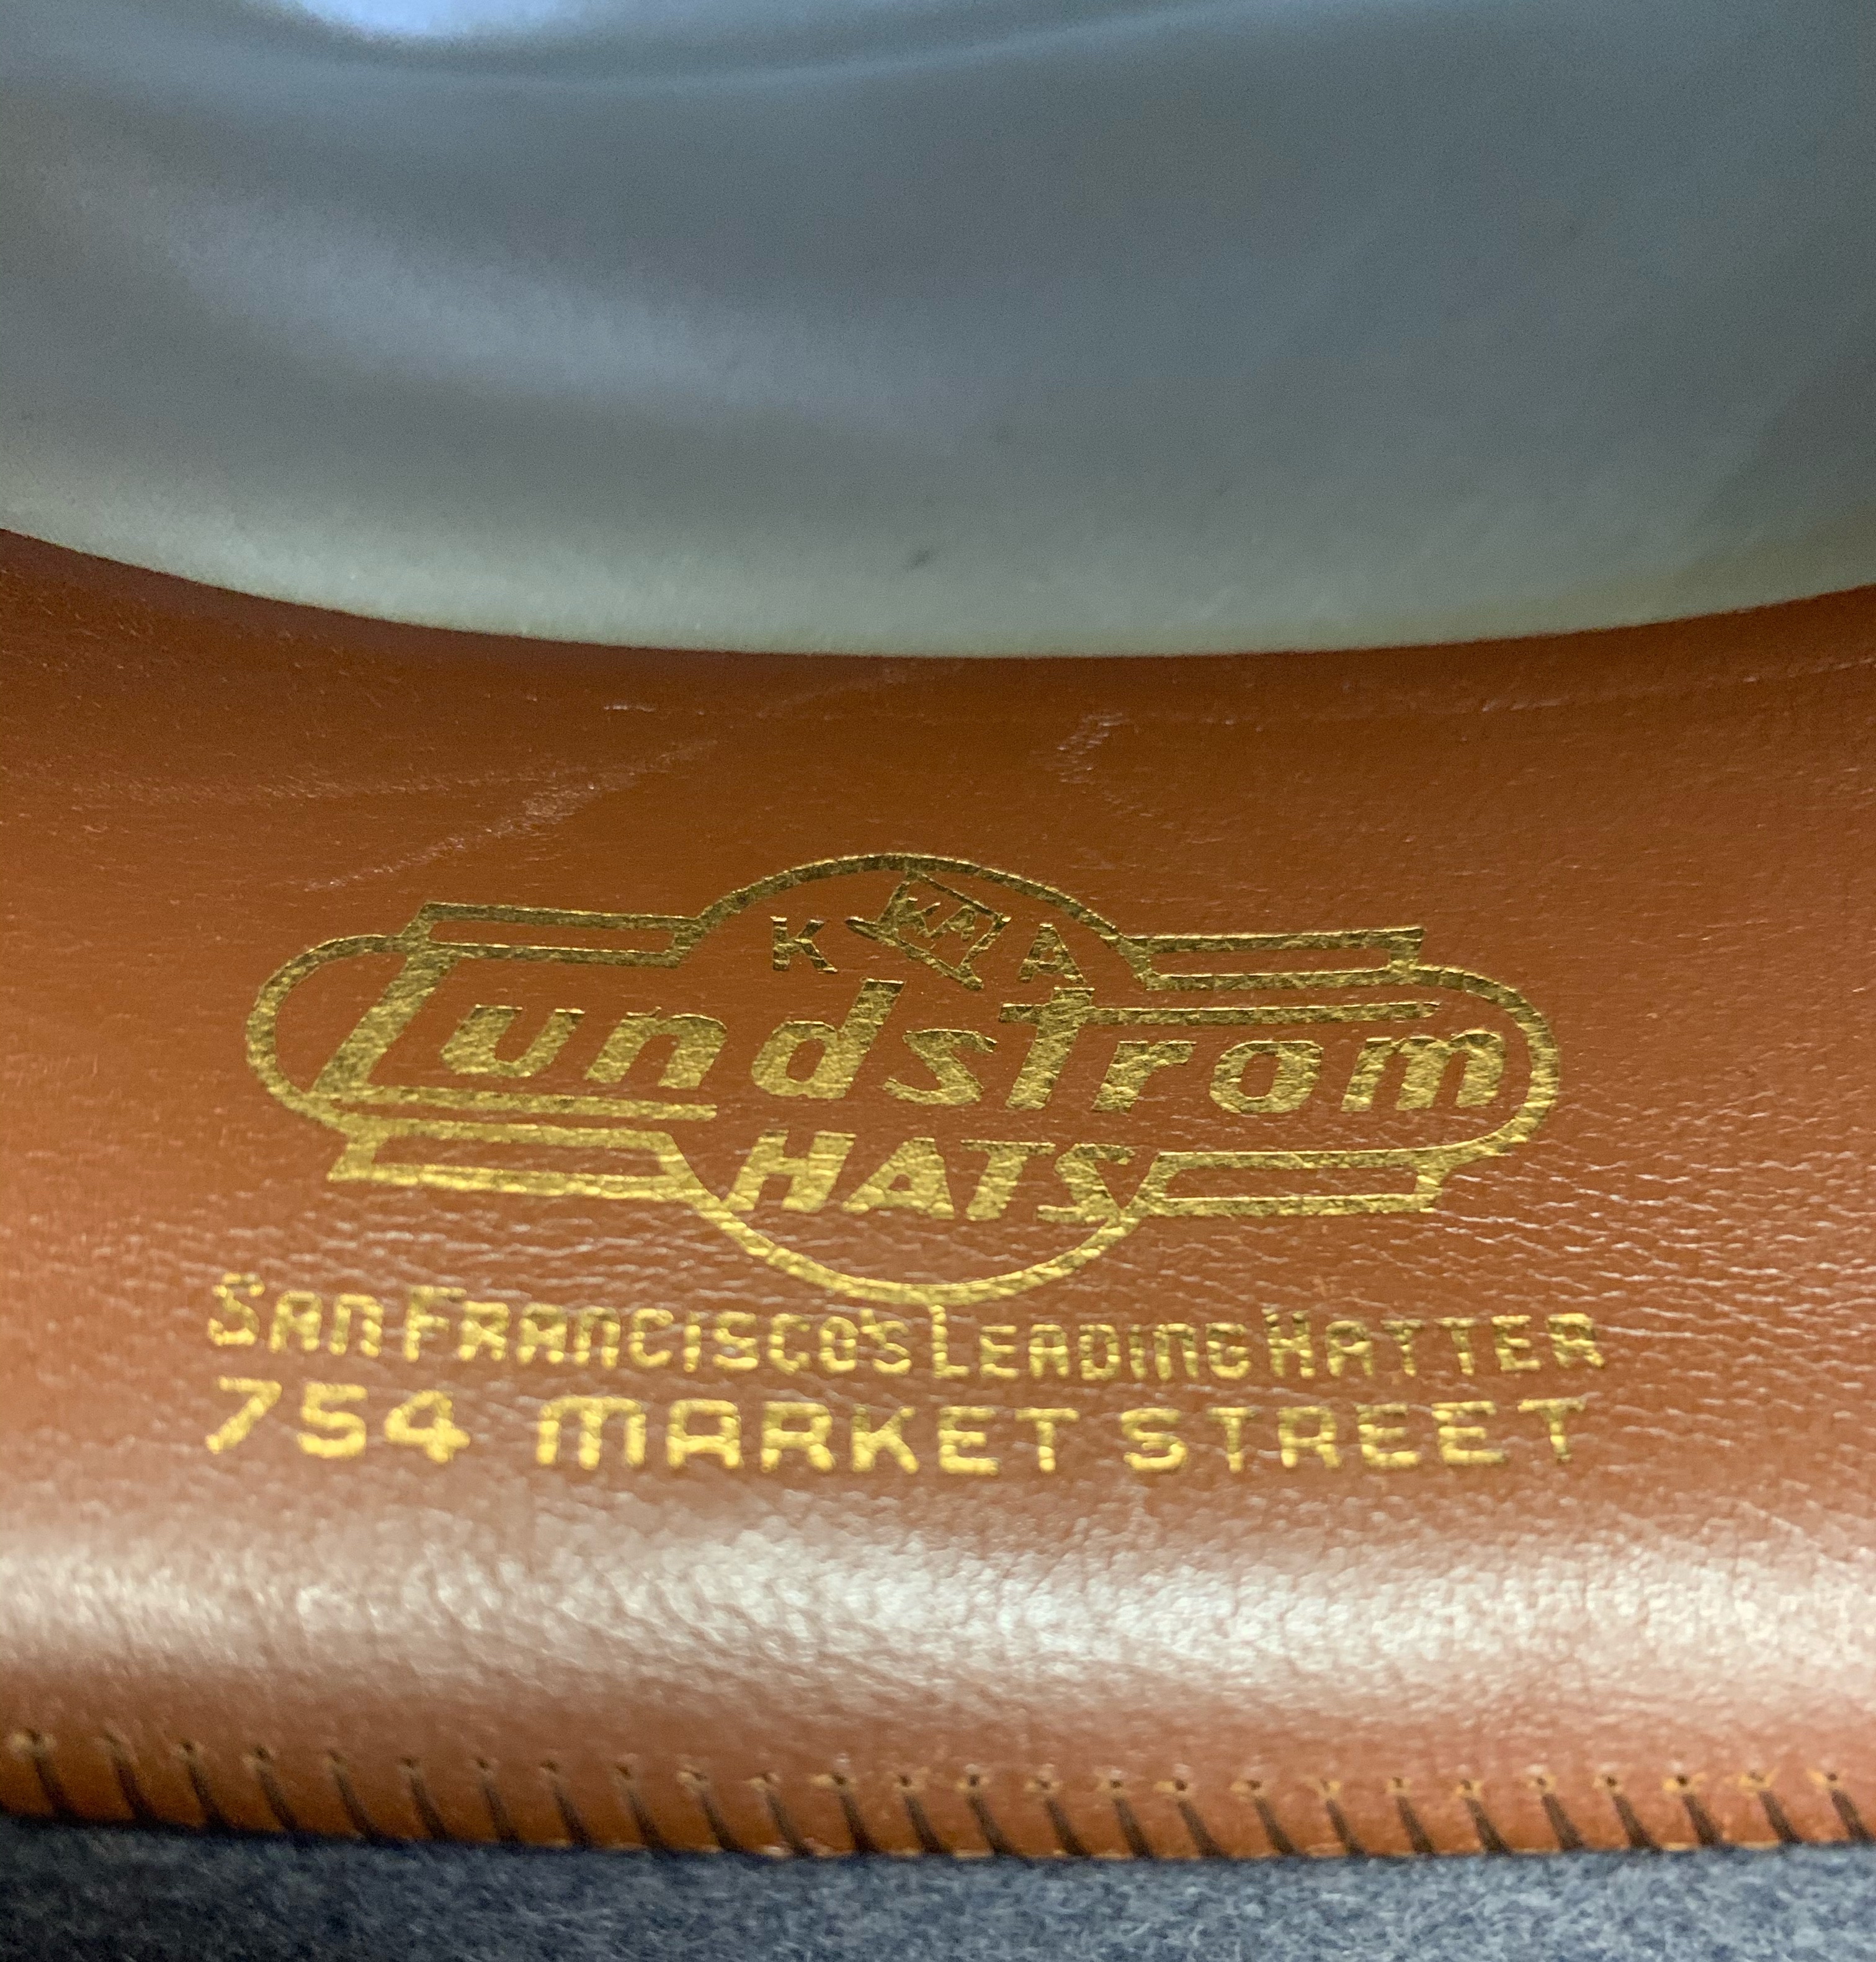 K KA A
Lundstrom
HATS
SAN FRANCISCO'S LEADING HATTER
754 MARKET STREET